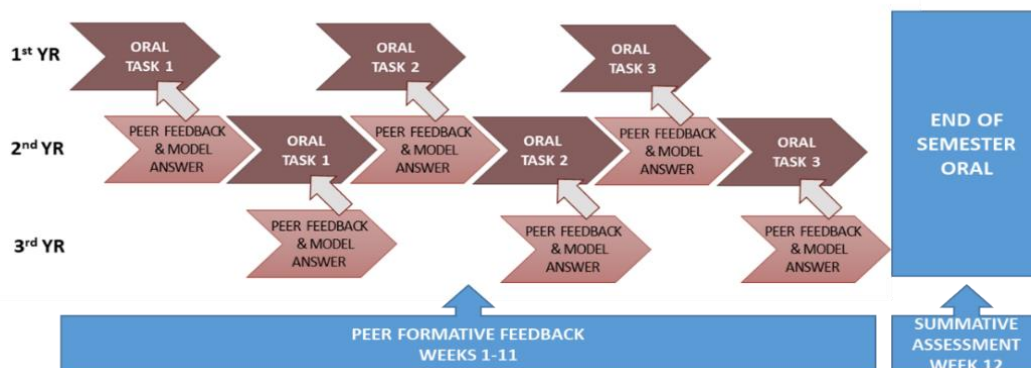 1st YR
ORAL
TASK 1
ORAL
TASK 2
ORAL
TASK 3
2nd YR
PEER FEEDBACK
& MODEL
ANSWER
ORAL
TASK 1
PEER FEEDBACK
& MODEL
ANSWER
ORAL
TASK 2
PEER FEEDBACK
& MODEL
ANSWER
ORAL
TASK 3
3rd YR
PEER FEEDBACK
& MODEL
ANSWER
PEER FEEDBACK
& MODEL
ANSWER
PEER FEEDBACK
& MODEL
ANSWER
END OF
SEMESTER
ORAL
PEER FORMATIVE FEEDBACK
WEEKS 1-11
SUMMATIVE
ASSESSMENT
WEEK 12